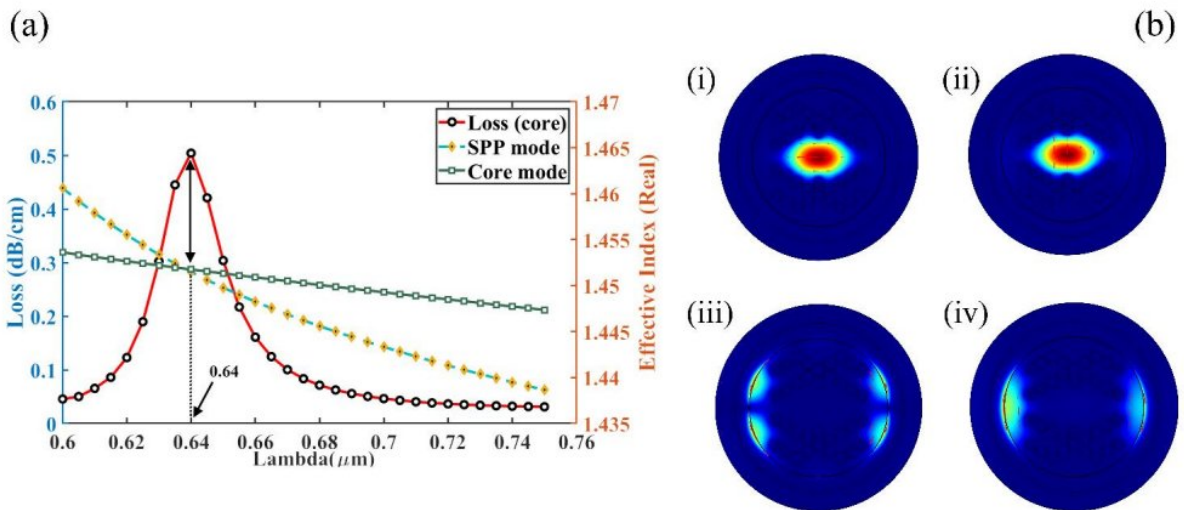 (a)
(b)
(i)
(ii)
(iii)
(iv)
Loss (dB/cm)
0.6
0.5
0.4
0.3
0.2
0.1
0
Loss (core)
SPP mode
Core mode
0.64
1.47
1.465
1.46
1.455
1.45
1.445
1.44
1.435
Effective Index (Real)
0.6 0.62 0.64 0.66 0.68 0.7 0.72 0.74 0.76
Lambda(μm)